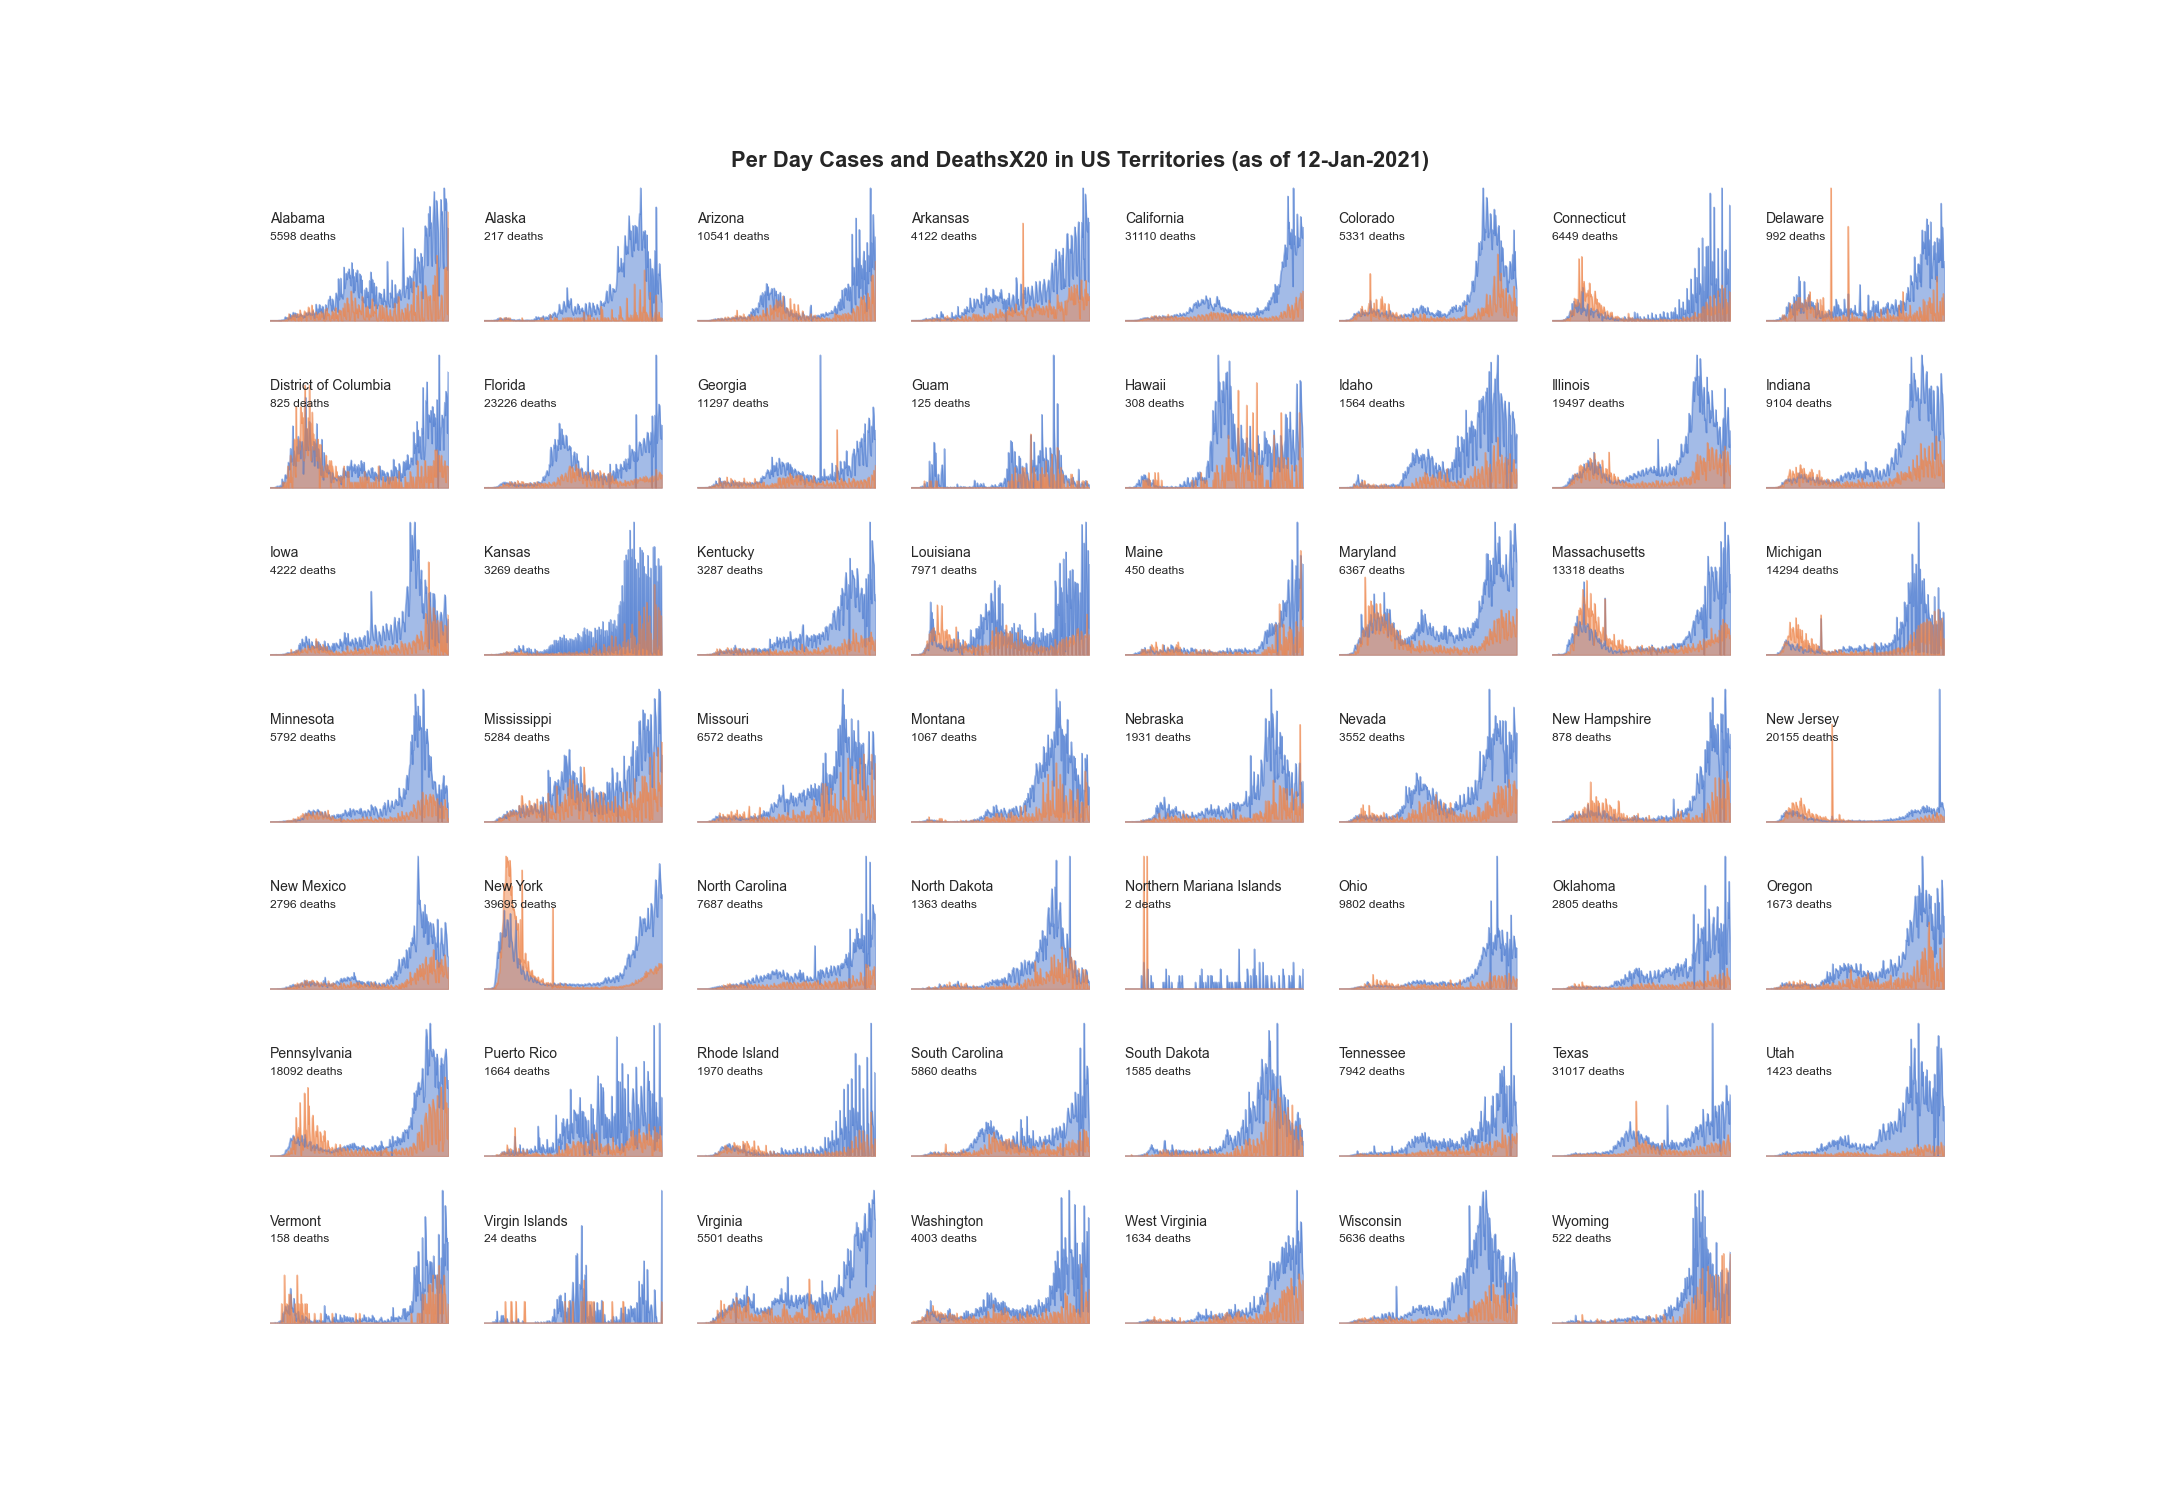 Per Day Cases and DeathsX20 in US Territories (as of 12-Jan-2021)
Alabama
5598 deaths
Alaska
217 deaths
Arizona
10541 deaths
Arkansas
4122 deaths
California
31110 deaths
Colorado
5331 deaths
Connecticut
6449 deaths
Delaware
992 deaths
District of Columbia
825 deaths
Florida
23226 deaths
Georgia
11297 deaths
Guam
125 deaths
Hawaii
308 deaths
Idaho
1564 deaths
Illinois
19497 deaths
Indiana
9104 deaths
Iowa
4222 deaths
Kansas
3269 deaths
Kentucky
3287 deaths
Louisiana
7971 deaths
Maine
450 deaths
Maryland
6367 deaths
Massachusetts
13318 deaths
Michigan
14294 deaths
Minnesota
5792 deaths
Mississippi
5284 deaths
Missouri
6572 deaths
Montana
1067 deaths
Nebraska
1931 deaths
Nevada
3552 deaths
New Hampshire
878 deaths
New Jersey
20155 deaths
New Mexico
2796 deaths
New York
39695 deaths
North Carolina
7687 deaths
North Dakota
1363 deaths
Northern Mariana Islands
2 deaths
Ohio
9802 deaths
Oklahoma
2805 deaths
Oregon
1673 deaths
Pennsylvania
18092 deaths
Puerto Rico
1664 deaths
Rhode Island
1970 deaths
South Carolina
5860 deaths
South Dakota
1585 deaths
Tennessee
7942 deaths
Texas
31017 deaths
Utah
1423 deaths
Vermont
158 deaths
Virgin Islands
24 deaths
Virginia
5501 deaths
Washington
4003 deaths
West Virginia
1634 deaths
Wisconsin
5636 deaths
Wyoming
522 deaths